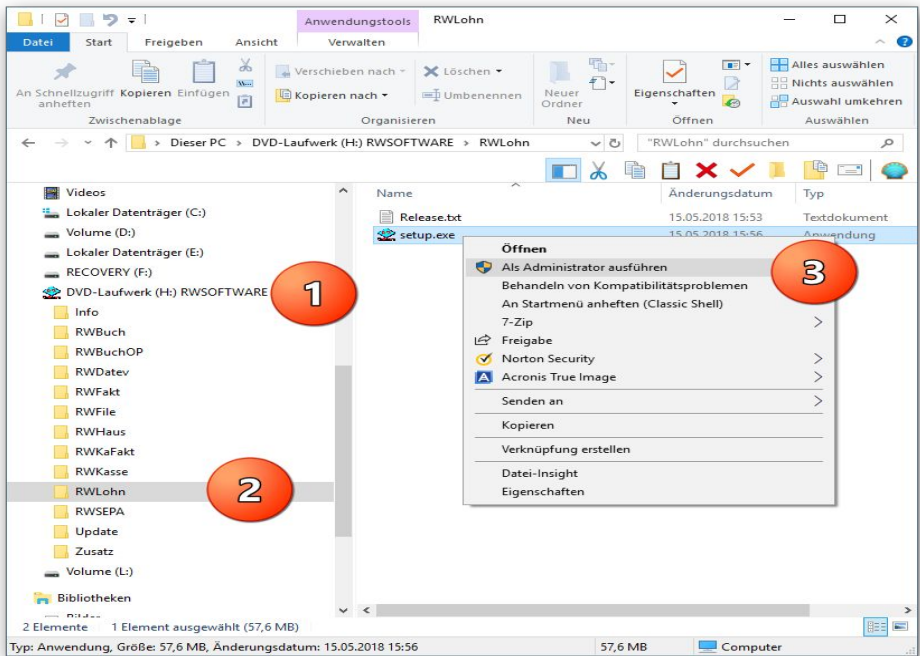 Anwendungstools RWLohn
Datei Start Freigeben Ansicht Verwalten
An Schnellzugriff anheften
Kopieren
Einfügen
Zwischenablage
Verschieben nach
Kopieren nach
Löschen
Umbenennen
Organisieren
Neuer Ordner
Neu
Eigenschaften
Öffnen
Alles auswählen
Nichts auswählen
Auswahl umkehren
Auswählen
Dieser PC > DVD-Laufwerk (H:) RWSOFTWARE > RWLohn
"RWLohn" durchsuchen
Videos
Lokaler Datenträger (C:)
Volume (D:)
Lokaler Datenträger (E:)
RECOVERY (F:)
DVD-Laufwerk (H:) RWSOFTWARE
1
Info
RWBuch
RWBuchOP
RWDatev
RWFakt
RWFile
RWHaus
RWKaFakt
RWKasse
RWLohn
2
RWSEPA
Update
Zusatz
Volume (L:)
Bibliotheken
Name Änderungsdatum Typ
Release.txt 15.05.2018 15:53 Textdokument
setup.exe 15.05.2018 15:56 Anwendung
Öffnen
Als Administrator ausführen
3
Behandeln von Kompatibilitätsproblemen
An Startmenü anheften (Classic Shell)
7-Zip
Freigabe
Norton Security
Acronis True Image
Senden an
Kopieren
Verknüpfung erstellen
Datei-Insight
Eigenschaften
2 Elemente 1 Element ausgewählt (57,6 MB)
Typ: Anwendung, Größe: 57,6 MB, Änderungsdatum: 15.05.2018 15:56 57,6 MB Computer